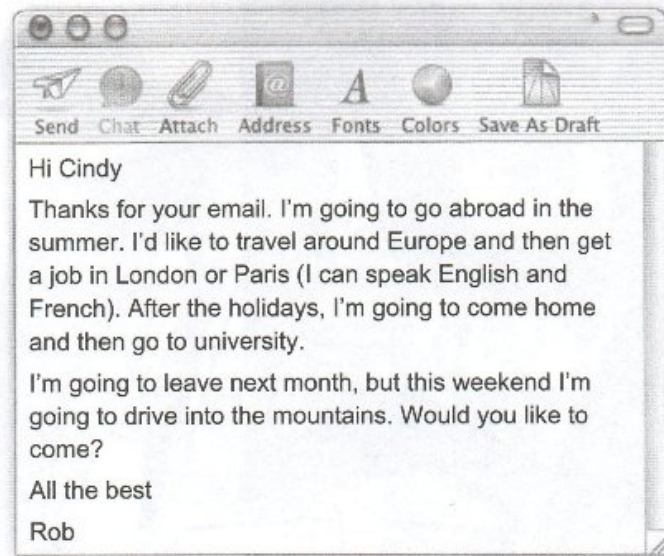 Send Chat Attach Address Fonts Colors Save As Draft
Hi Cindy
Thanks for your email. I'm going to go abroad in the
summer. I'd like to travel around Europe and then get
a job in London or Paris (I can speak English and
French). After the holidays, I'm going to come home
and then go to university.
I'm going to leave next month, but this weekend I'm
going to drive into the mountains. Would you like to
come?
All the best
Rob